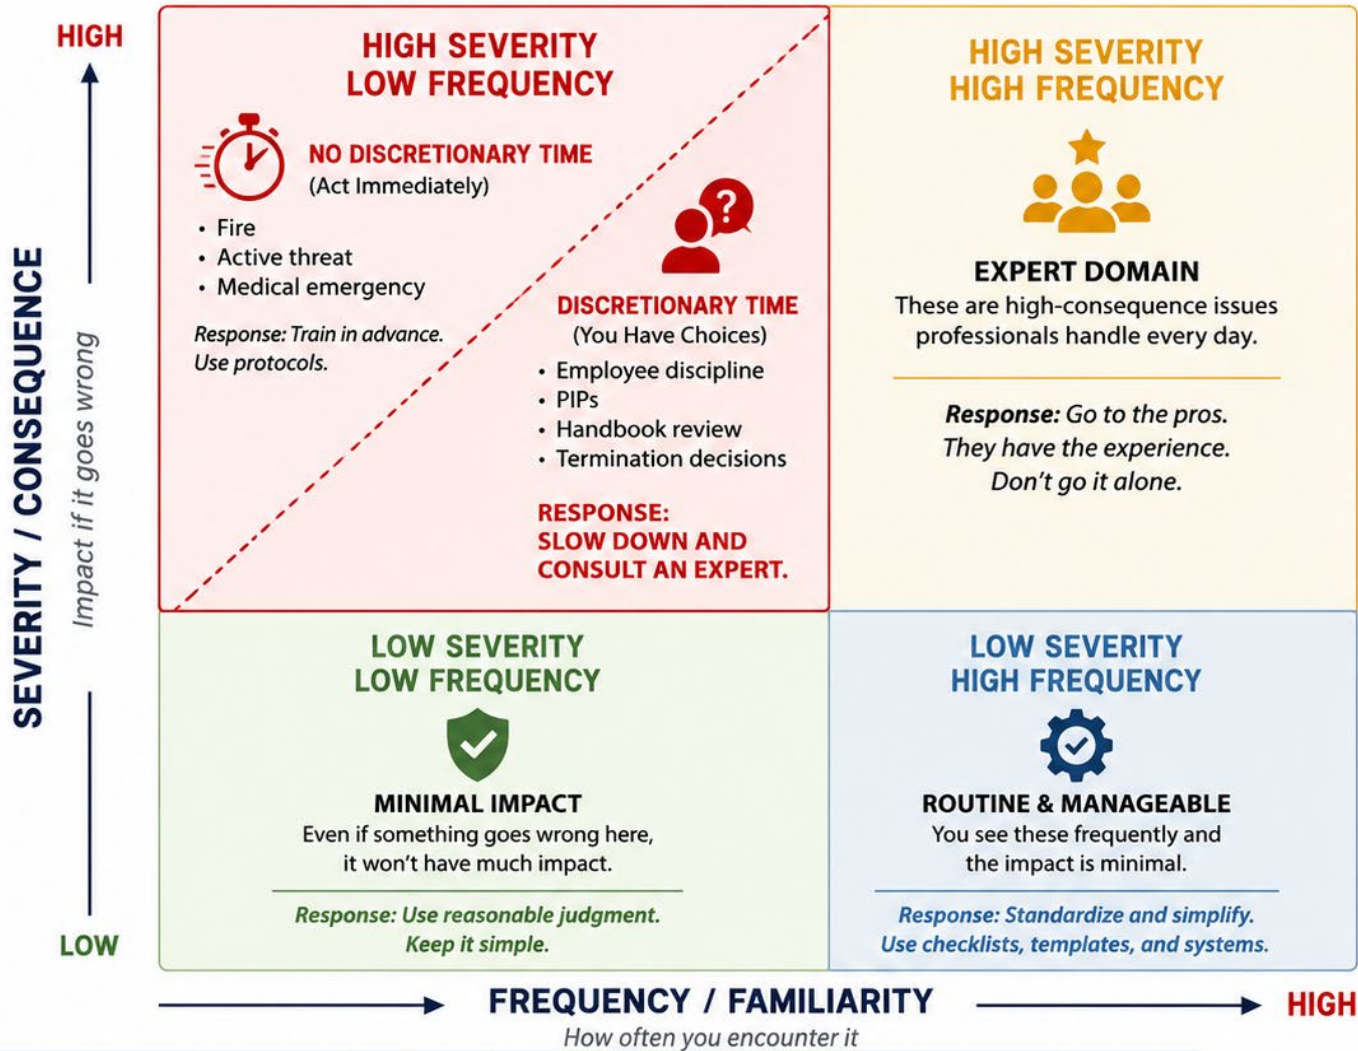 HIGH
SEVERITY / CONSEQUENCE
Impact if it goes wrong
LOW
HIGH SEVERITY
LOW FREQUENCY
NO DISCRETIONARY TIME
(Act Immediately)
• Fire
• Active threat
• Medical emergency
Response: Train in advance.
Use protocols.
?
DISCRETIONARY TIME
(You Have Choices)
• Employee discipline
• PIPs
• Handbook review
• Termination decisions
RESPONSE:
SLOW DOWN AND
CONSULT AN EXPERT.
HIGH SEVERITY
HIGH FREQUENCY
EXPERT DOMAIN
These are high-consequence issues
professionals handle every day.
Response: Go to the pros.
They have the experience.
Don't go it alone.
LOW SEVERITY
LOW FREQUENCY
MINIMAL IMPACT
Even if something goes wrong here,
it won't have much impact.
Response: Use reasonable judgment.
Keep it simple.
LOW SEVERITY
HIGH FREQUENCY
ROUTINE & MANAGEABLE
You see these frequently and
the impact is minimal.
Response: Standardize and simplify.
Use checklists, templates, and systems.
FREQUENCY / FAMILIARITY
How often you encounter it
HIGH